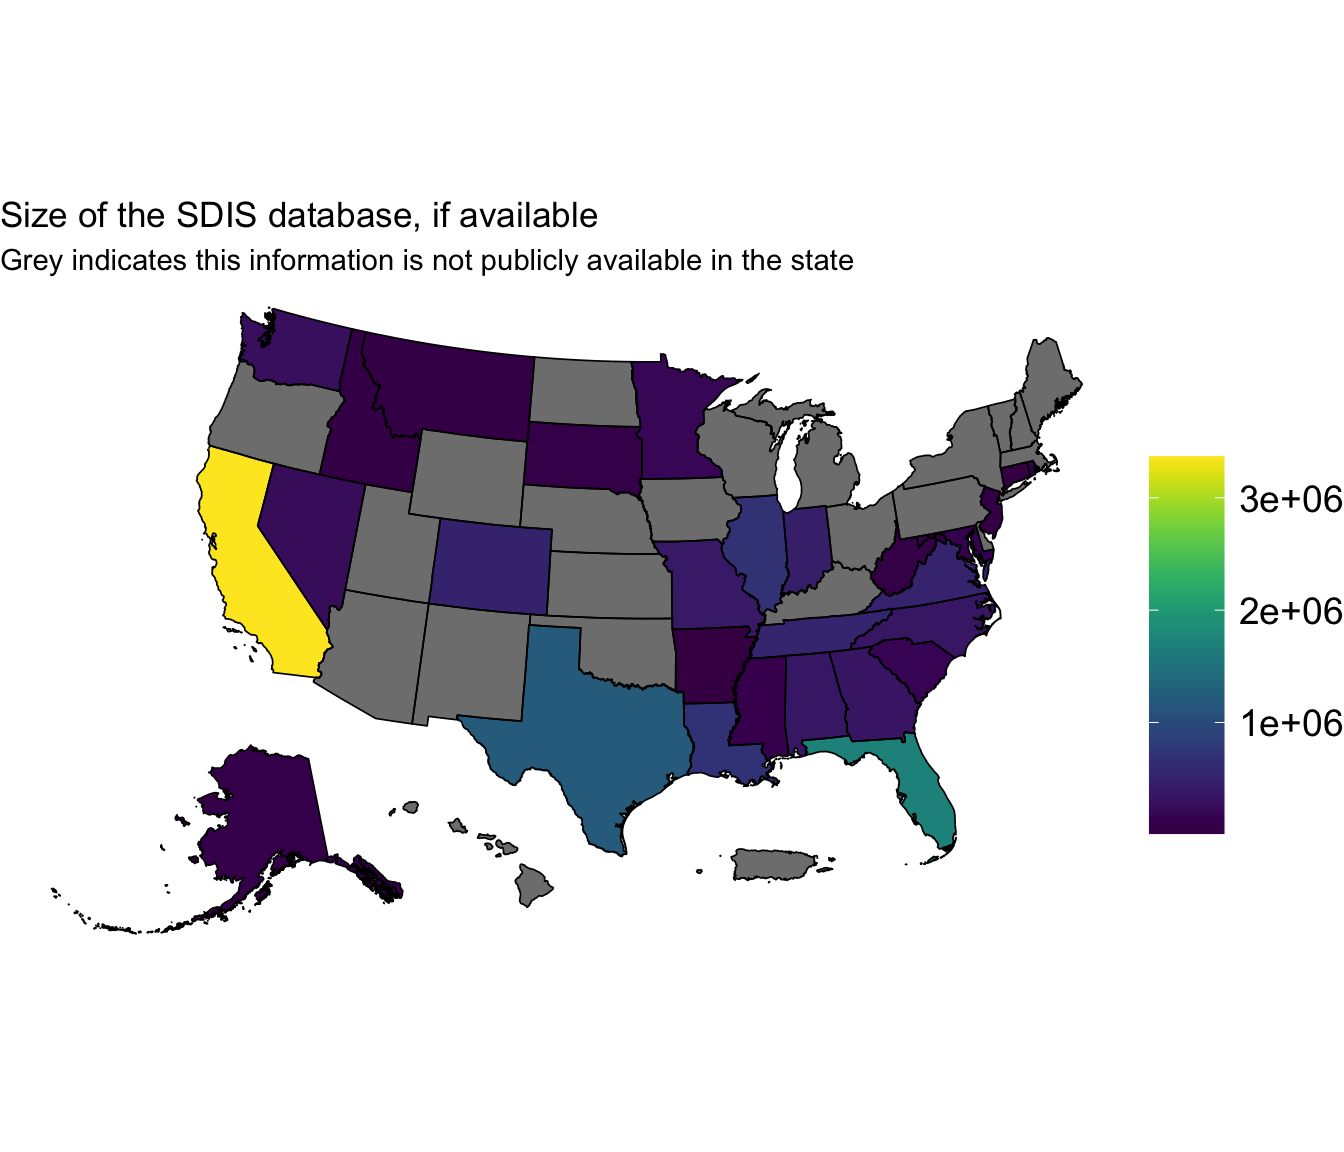 Size of the SDIS database, if available
Grey indicates this information is not publicly available in the state
3e+06
2e+06
1e+06